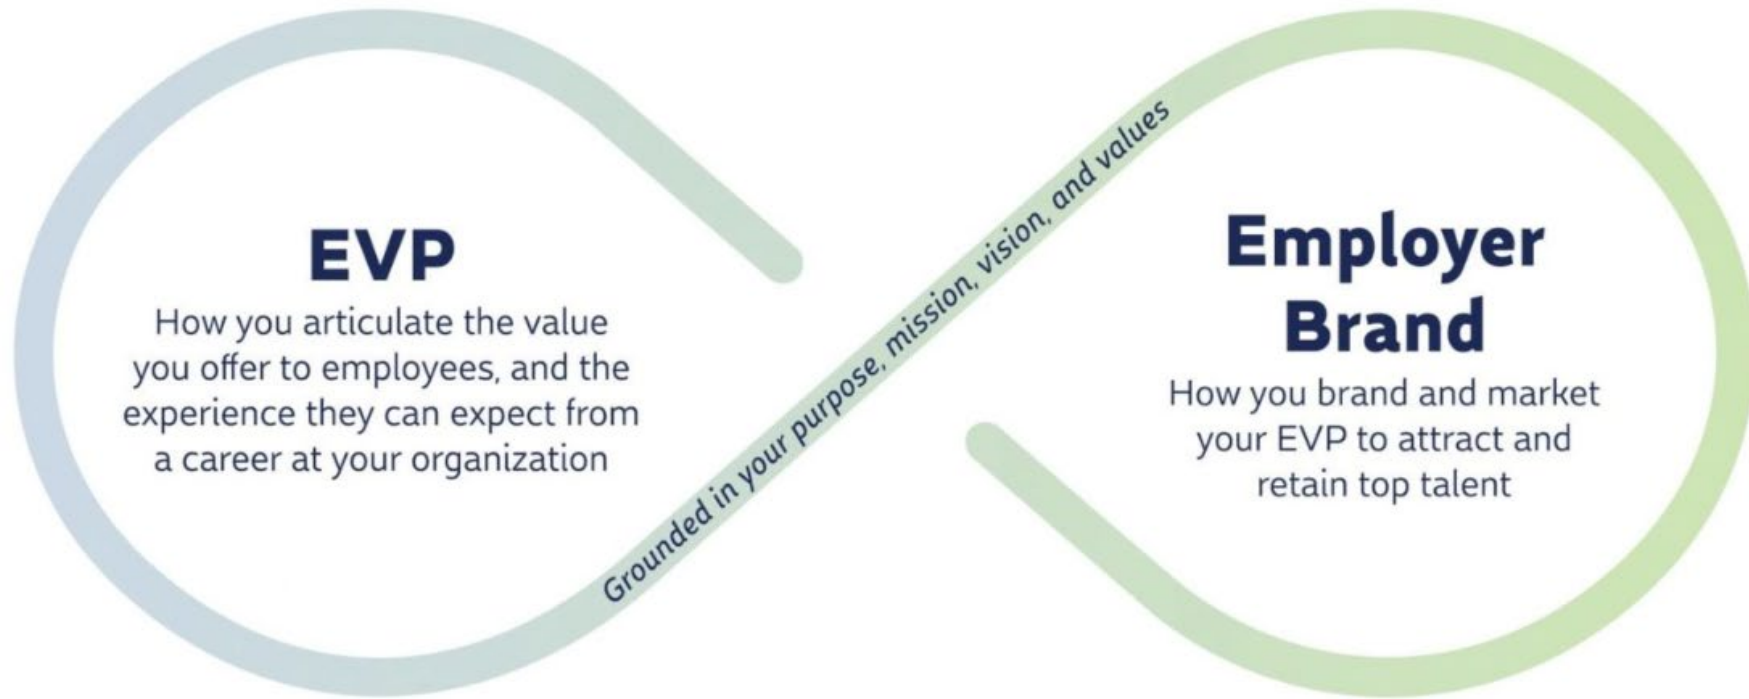 EVP
How you articulate the value
you offer to employees, and the
experience they can expect from
a career at your organization
Grounded in your purpose, mission, vision, and values
Employer
Brand
How you brand and market
your EVP to attract and
retain top talent